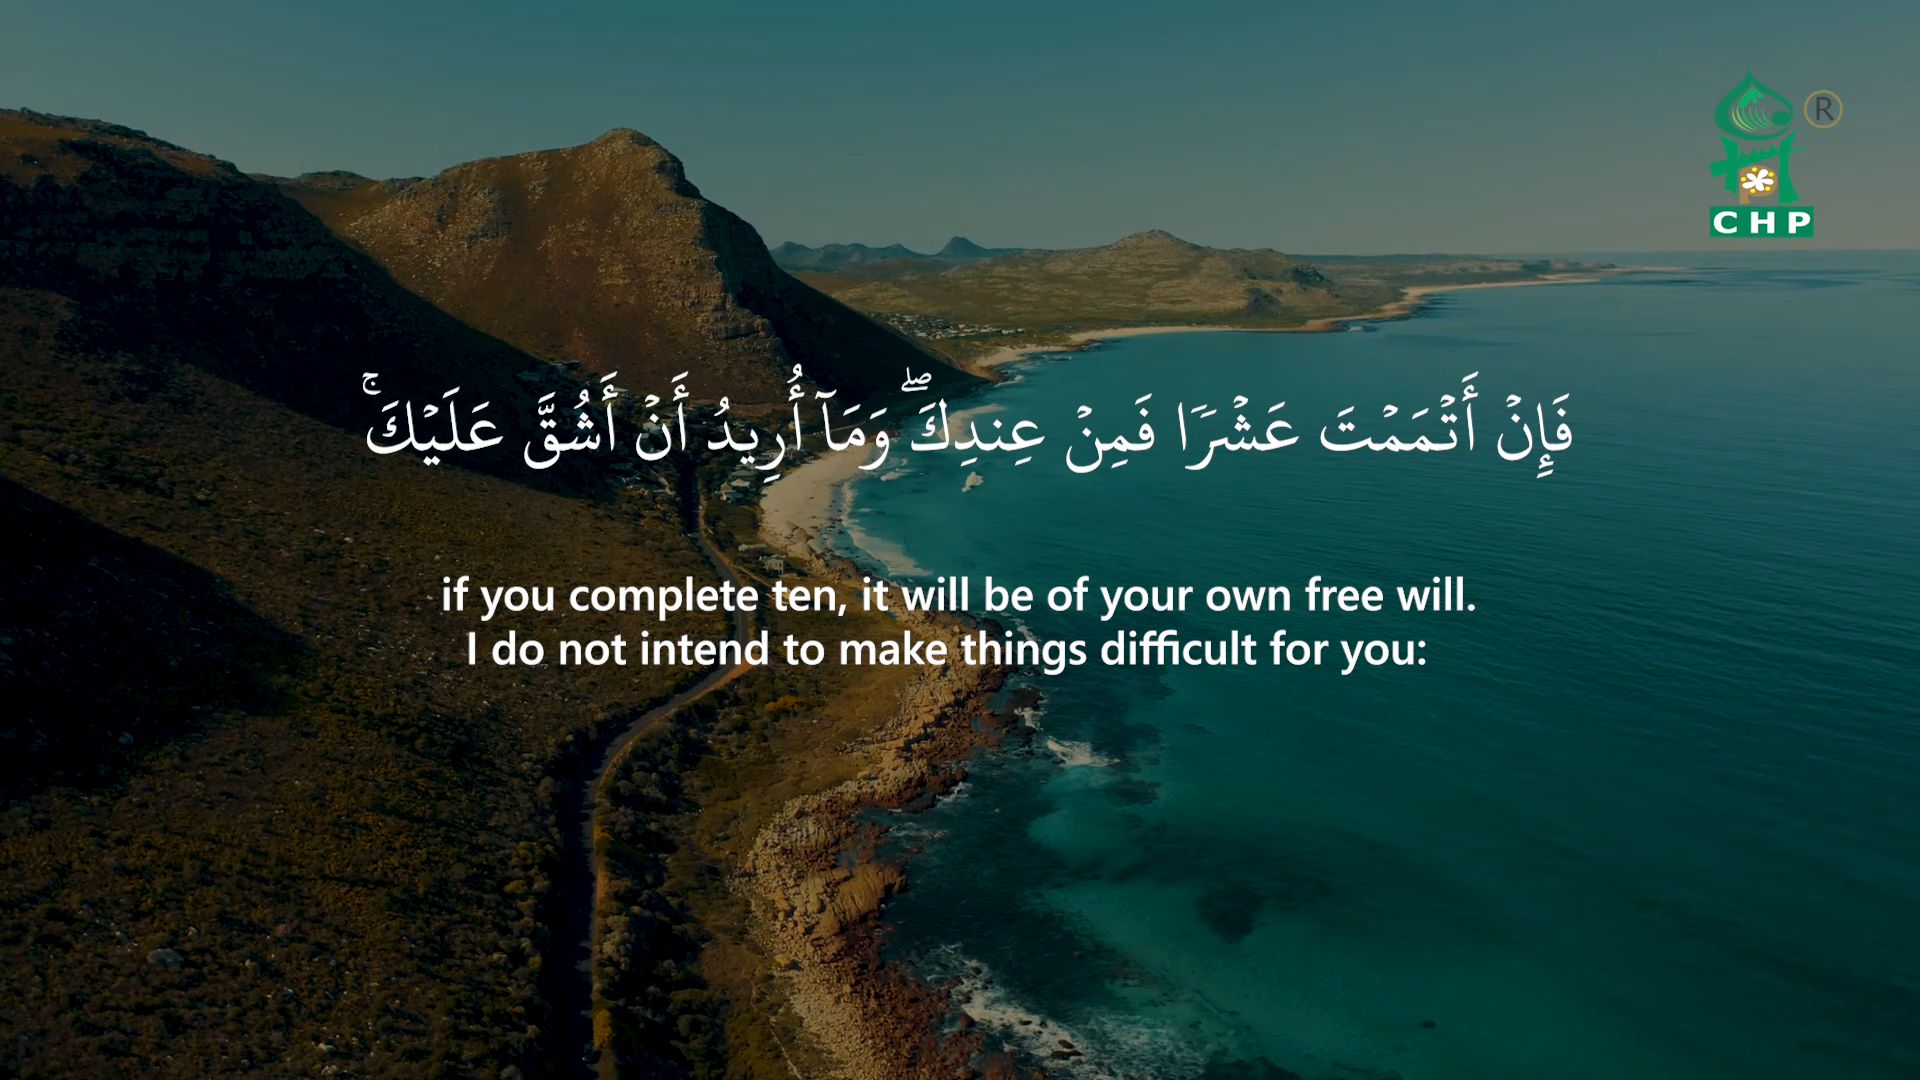 ®
CHP
فَإِنۡ أَتۡمَمۡتَ عَشۡرٗا فَمِنۡ عِندِكَۖ وَمَآ أُرِيدُ أَنۡ أَشُقَّ عَلَيۡكَۚ
if you complete ten, it will be of your own free will.
I do not intend to make things difficult for you: